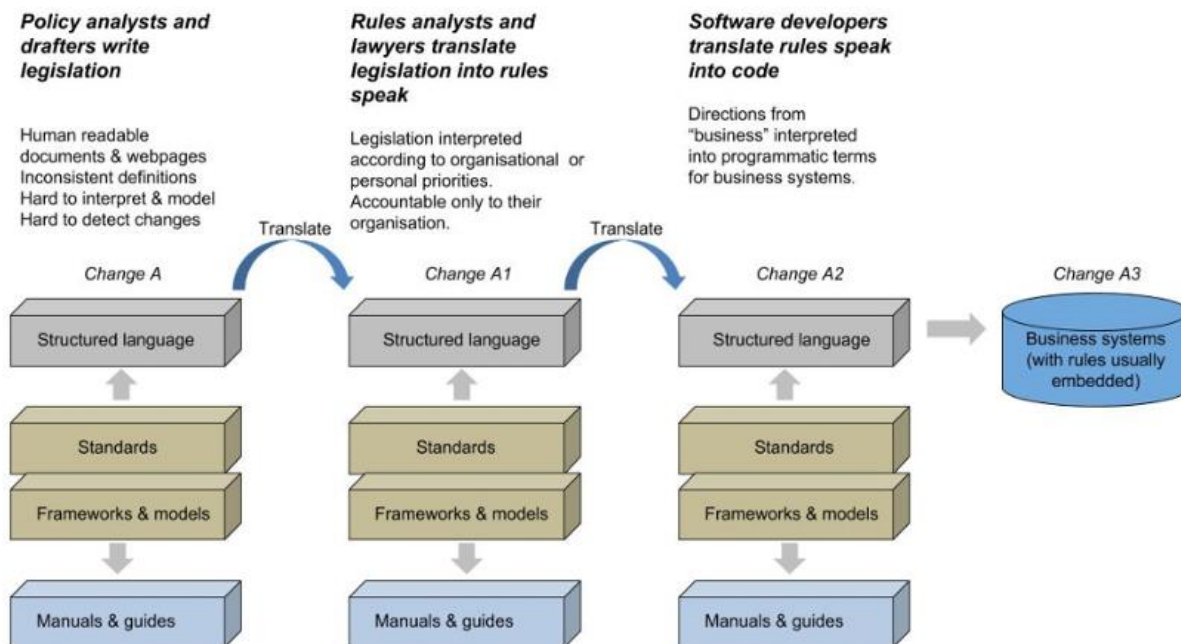 Policy analysts and
drafters write
legislation
Human readable
documents & webpages
Inconsistent definitions
Hard to interpret & model
Hard to detect changes
Rules analysts and
lawyers translate
legislation into rules
speak
Legislation interpreted
according to organisational or
personal priorities.
Accountable only to their
organisation.
Software developers
translate rules speak
into code
Directions from
“business” interpreted
into programmatic terms
for business systems.
Translate
Translate
Change A
Change A1
Change A2
Change A3
Structured language
Structured language
Structured language
Business systems
(with rules usually
embedded)
Standards
Standards
Standards
Frameworks & models
Frameworks & models
Frameworks & models
Manuals & guides
Manuals & guides
Manuals & guides